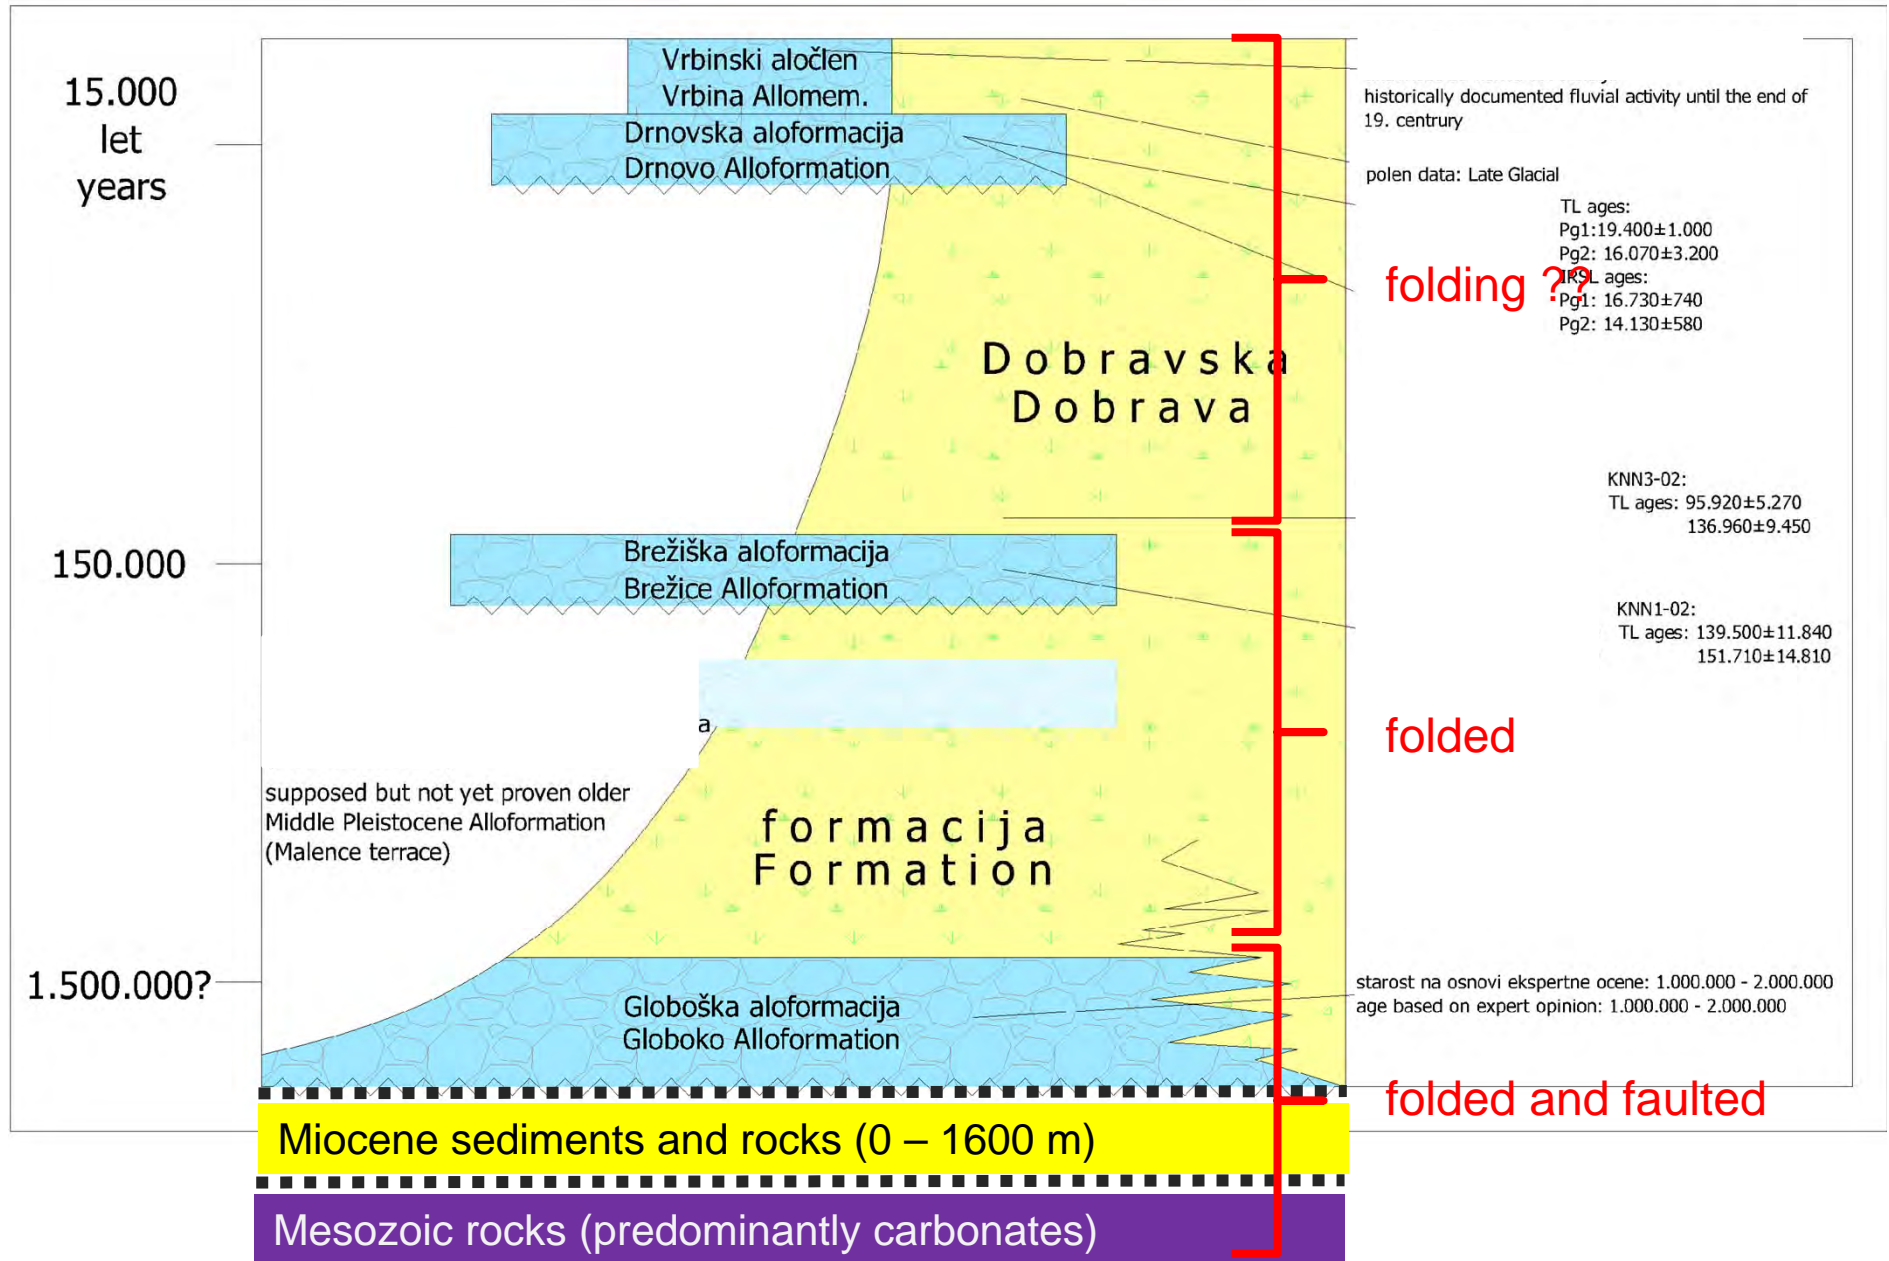 15.000
let
years
150.000
1.500.000?
Vrbinski aločlen
Vrbina Allomem.
Drnovska aloformacija
Drnovo Alloformation
Dobravska
Dobrava
Brežiška aloformacija
Brežice Alloformation
a
supposed but not yet proven older
Middle Pleistocene Alloformation
(Malence terrace)
formacija
Formation
Globoška aloformacija
Globoko Alloformation
Miocene sediments and rocks (0 – 1600 m)
Mesozoic rocks (predominantly carbonates)
historically documented fluvial activity until the end of
19. centrury
polen data: Late Glacial
TL ages:
Pg1:19.400±1.000
Pg2: 16.070±3.200
IRSL ages:
Pg1: 16.730±740
Pg2: 14.130±580
folding ??
KNN3-02:
TL ages: 95.920±5.270
136.960±9.450
KNN1-02:
TL ages: 139.500±11.840
151.710±14.810
folded
starost na osnovi ekspertne ocene: 1.000.000 - 2.000.000
age based on expert opinion: 1.000.000 - 2.000.000
folded and faulted